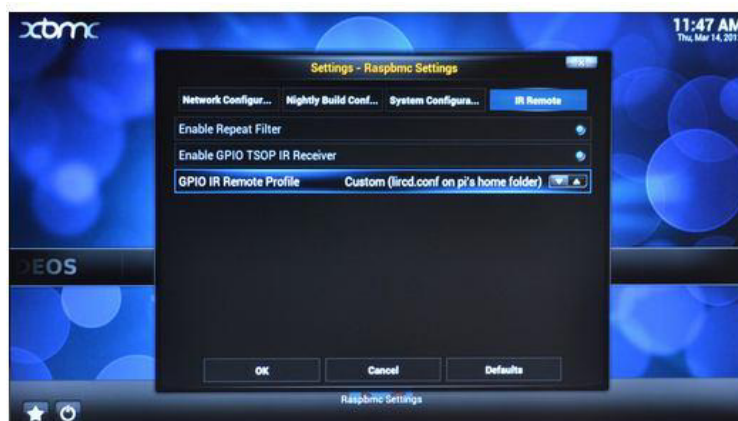 xbmc
11:47 AM
Thu, Mar 14, 201
Settings - Raspbmc Settings
Network Configur...
Nightly Build Conf...
System Configura...
IR Remote
Enable Repeat Filter
Enable GPIO TSOP IR Receiver
GPIO IR Remote Profile
Custom (lircd.conf on pi's home folder)
DEOS
OK
Cancel
Defaults
Raspbmc Settings